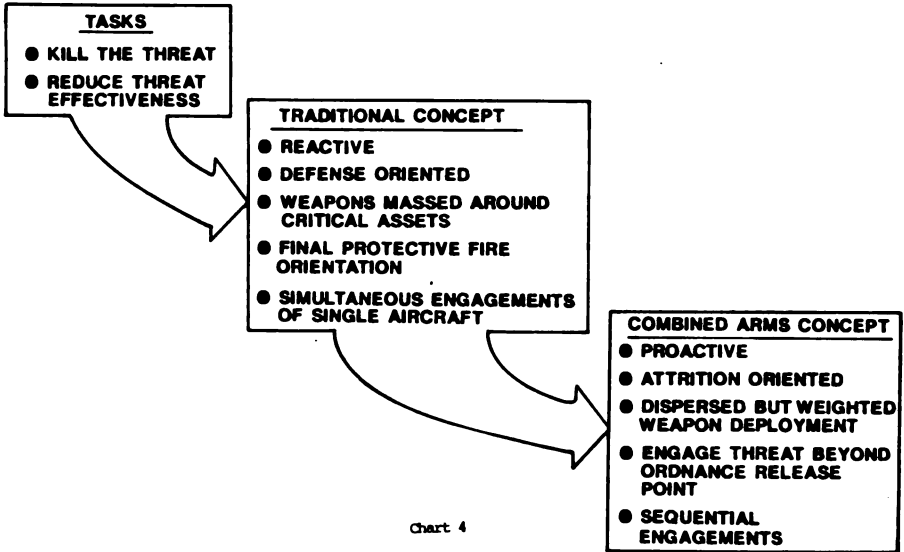 TASKS
● KILL THE THREAT
● REDUCE THREAT
EFFECTIVENESS
TRADITIONAL CONCEPT
● REACTIVE
● DEFENSE ORIENTED
● WEAPONS MASSED AROUND
CRITICAL ASSETS
● FINAL PROTECTIVE FIRE
ORIENTATION
● SIMULTANEOUS ENGAGEMENTS
OF SINGLE AIRCRAFT
COMBINED ARMS CONCEPT
● PROACTIVE
● ATTRITION ORIENTED
● DISPERSED BUT WEIGHTED
WEAPON DEPLOYMENT
● ENGAGE THREAT BEYOND
ORDNANCE RELEASE
POINT
● SEQUENTIAL
ENGAGEMENTS
Chart 4